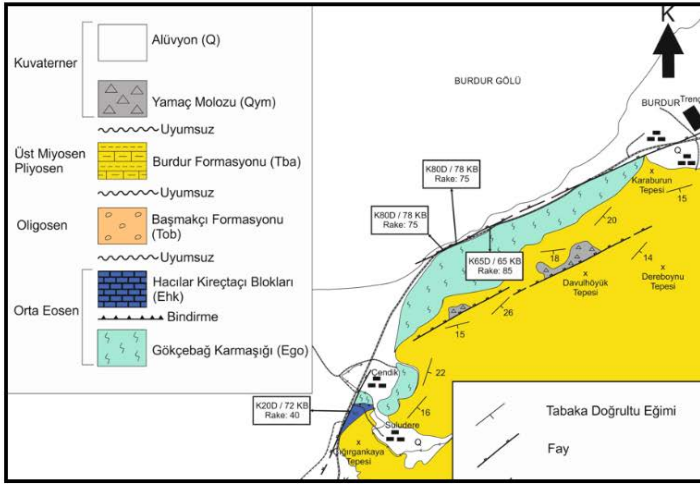 Kuvaterner
Alüvyon (Q)
Yamaç Molozu (Qym)
Uyumsuz
Üst Miyosen
Pliyosen
Burdur Formasyonu (Tba)
Uyumsuz
Oligosen
Başmakçı Formasyonu
(Tob)
Uyumsuz
Orta Eosen
Hacılar Kireçtaçı Blokları
(Ehk)
Bindirme
Gökçebağ Karmaşığı (Ego)
K
BURDUR GÖLÜ
BURDUR
Trenç
Q
K80D / 78 KB
Rake: 75
K80D / 78 KB
Rake: 75
K65D / 65 KB
Rake: 85
K20D / 72 KB
Rake: 40
x
Karaburun
Tepesi
15
20
18
14
x
Davulhöyük
Tepesi
x
Dereboynu
Tepesi
26
15
22
16
Çendik
Suludere
Q
x
Çığırgankaya
Tepesi
Tabaka Doğrultu Eğimi
Fay